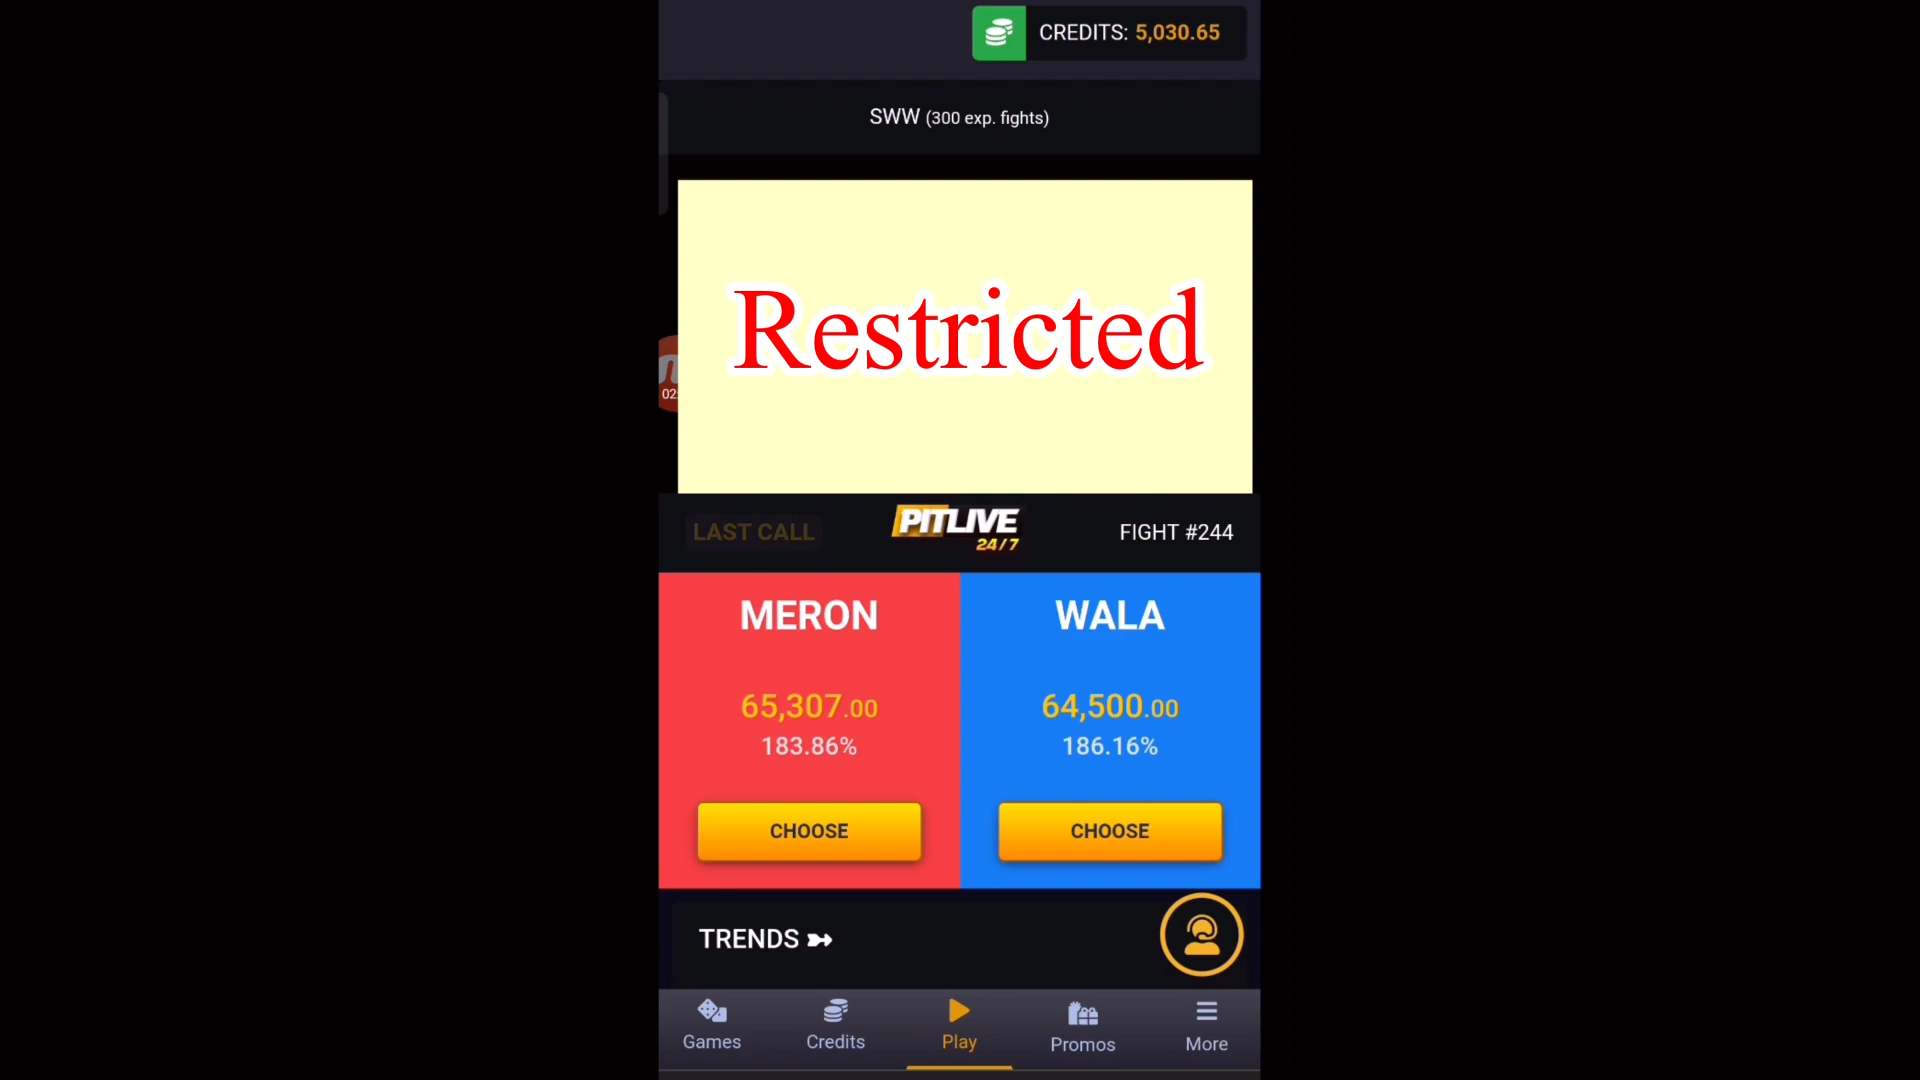 CREDITS: 5,030.65
SWW (300 exp. fights)
Restricted
02:
LAST CALL
PITLIVE
24/7
FIGHT #244
MERON
WALA
65,307.00
64,500.00
183.86%
186.16%
CHOOSE
CHOOSE
TRENDS
Games
Credits
Play
Promos
More